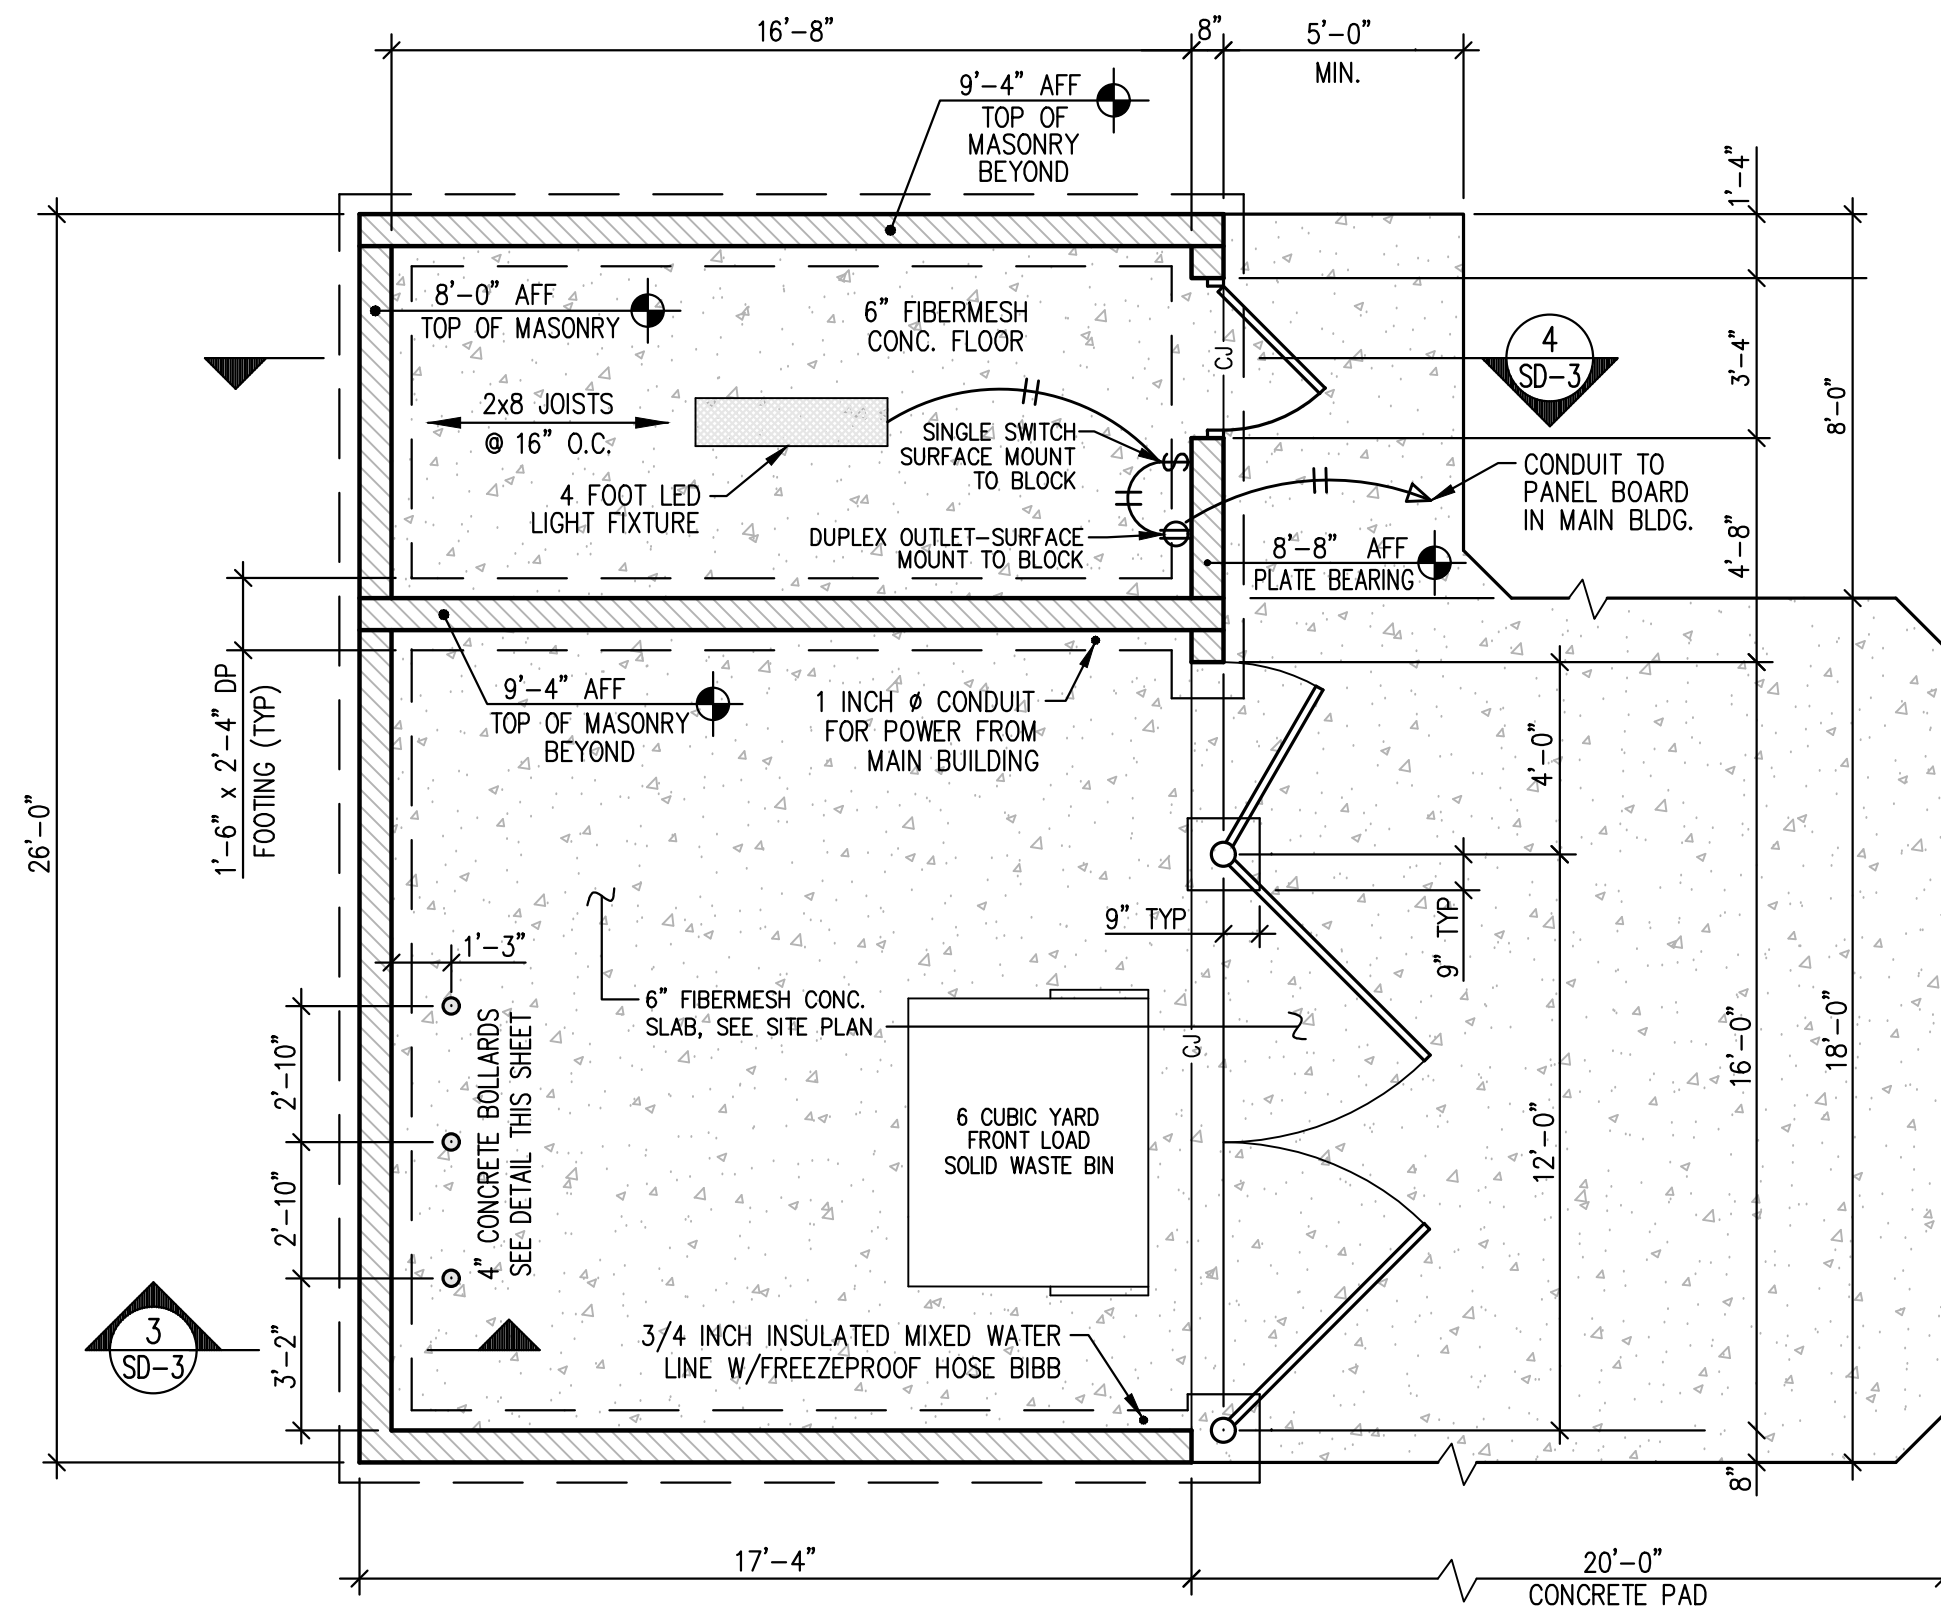 16'-8"
8"
5'-0"
MIN.
9'-4" AFF
TOP OF
MASONRY
BEYOND
1'-4"
8'-0" AFF
TOP OF MASONRY
6" FIBERMESH
CONC. FLOOR
CJ
4
SD-3
3'-4"
8'-0"
2x8 JOISTS
@ 16" O.C.
SINGLE SWITCH
SURFACE MOUNT
TO BLOCK
S
4 FOOT LED
LIGHT FIXTURE
CONDUIT TO
PANEL BOARD
IN MAIN BLDG.
DUPLEX OUTLET-SURFACE
MOUNT TO BLOCK
8'-8" AFF
PLATE BEARING
4'-8"
1'-6" x 2'-4" DP
FOOTING (TYP)
9'-4" AFF
TOP OF MASONRY
BEYOND
1 INCH ø CONDUIT
FOR POWER FROM
MAIN BUILDING
4'-0"
26'-0"
9" TYP
9" TYP
1'-3"
6" FIBERMESH CONC.
SLAB, SEE SITE PLAN
CJ
2'-10"
2'-10"
3'-2"
4" CONCRETE BOLLARDS
SEE DETAIL THIS SHEET
6 CUBIC YARD
FRONT LOAD
SOLID WASTE BIN
12'-0"
16'-0"
18'-0"
3
SD-3
3/4 INCH INSULATED MIXED WATER
LINE W/FREEZEPROOF HOSE BIBB
8"
17'-4"
20'-0"
CONCRETE PAD